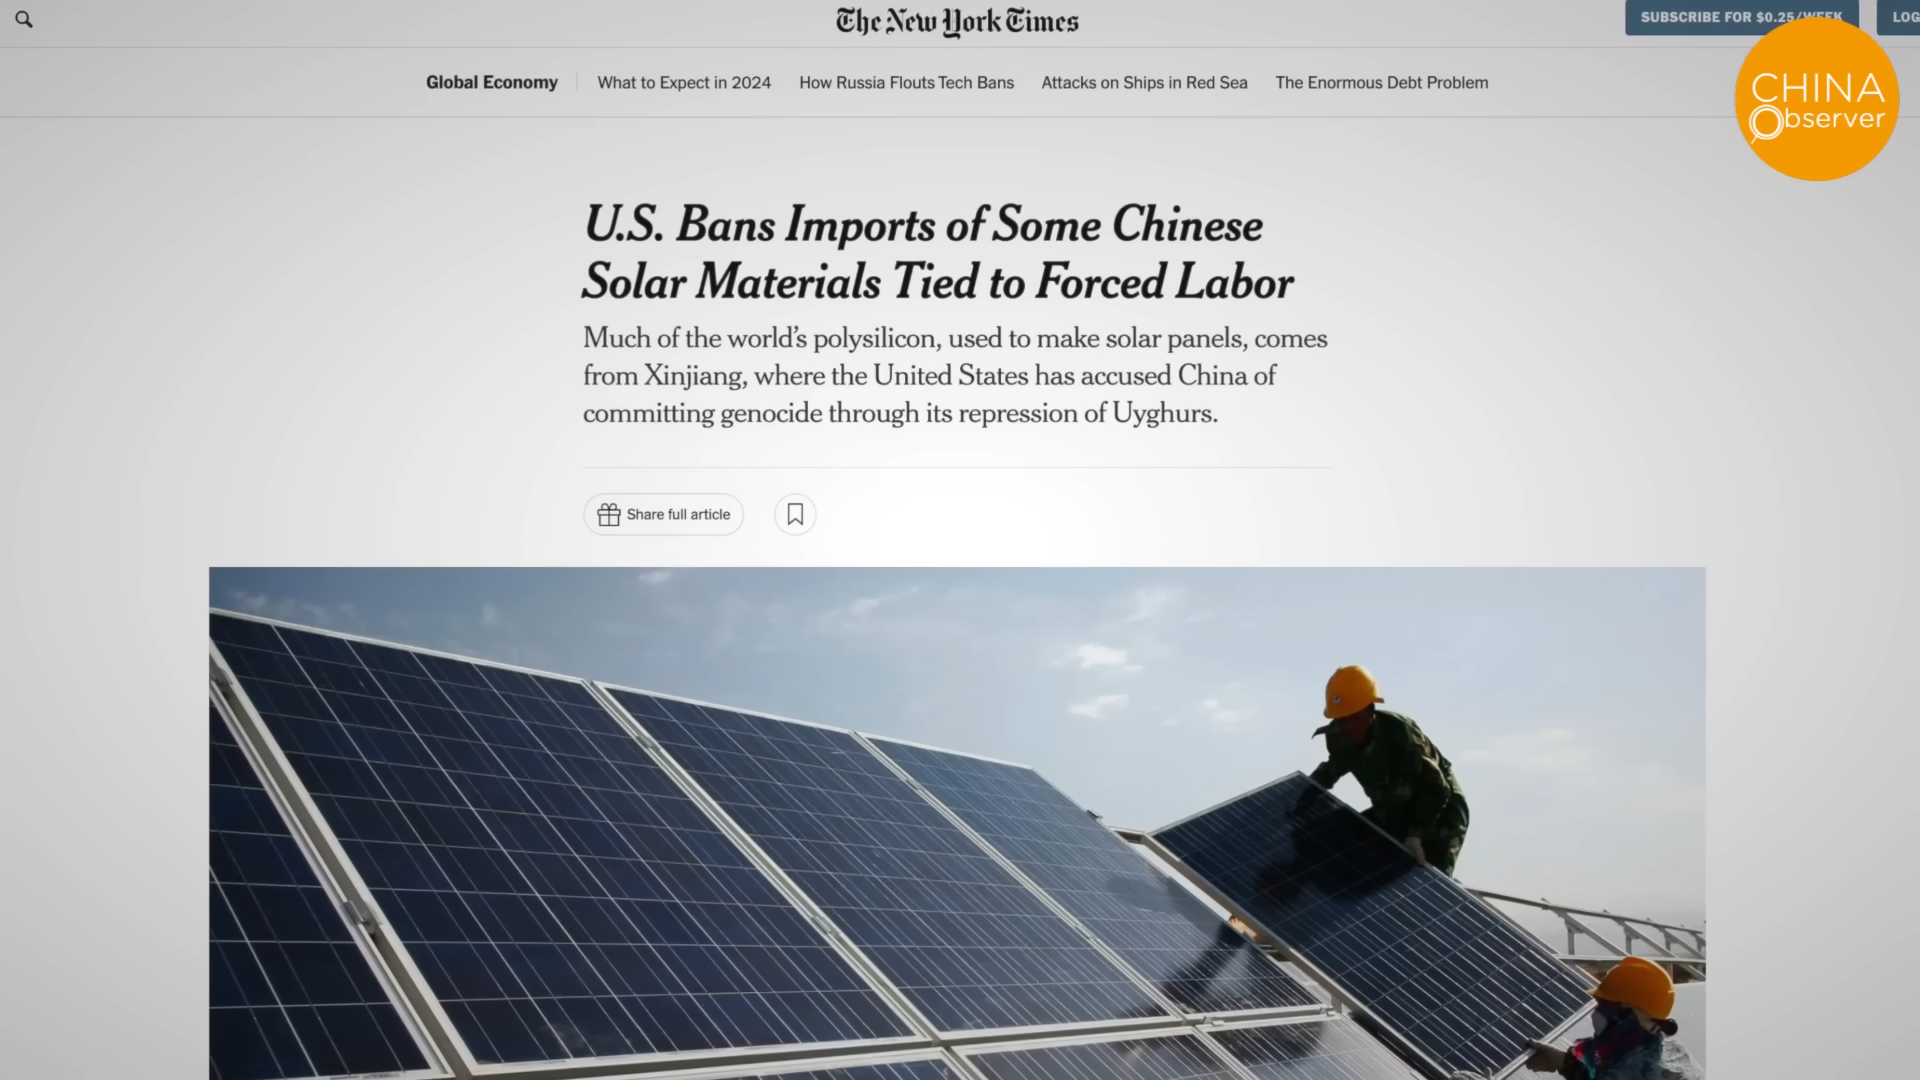 The New York Times
SUBSCRIBE FOR $0.25/WEEK
LOG
Global Economy
What to Expect in 2024
How Russia Flouts Tech Bans
Attacks on Ships in Red Sea
The Enormous Debt Problem
CHINA
Observer
U.S. Bans Imports of Some Chinese
Solar Materials Tied to Forced Labor
Much of the world’s polysilicon, used to make solar panels, comes
from Xinjiang, where the United States has accused China of
committing genocide through its repression of Uyghurs.
Share full article